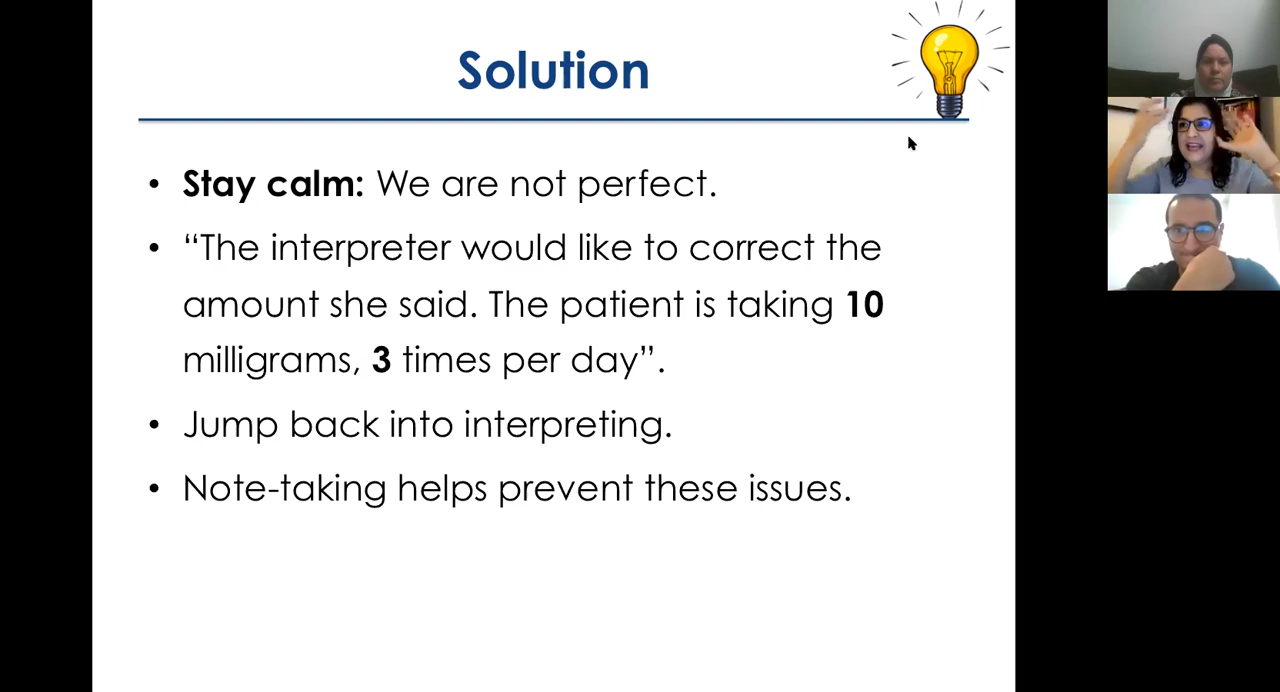 Solution
• Stay calm: We are not perfect.
• “The interpreter would like to correct the
amount she said. The patient is taking 10
milligrams, 3 times per day”.
• Jump back into interpreting.
• Note-taking helps prevent these issues.